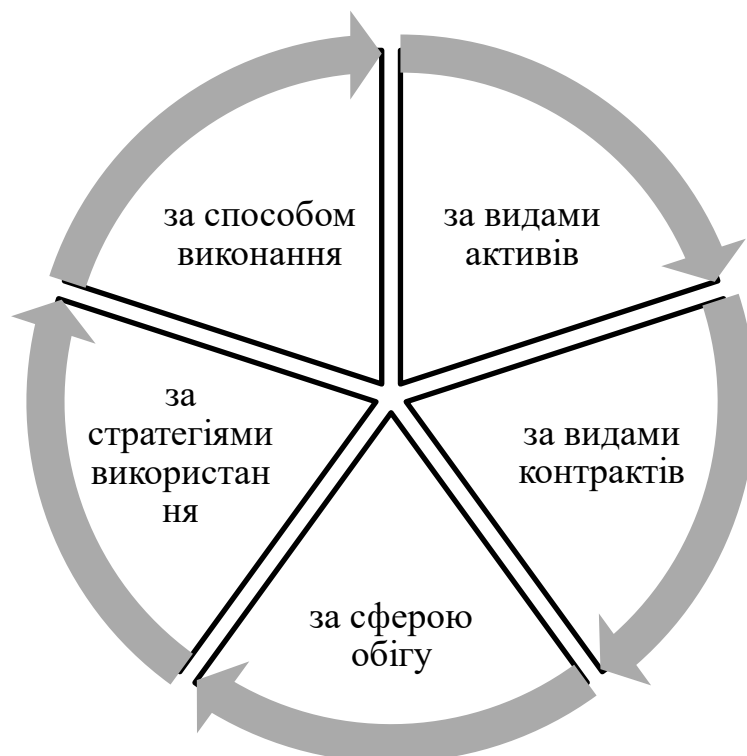 за способом
виконання
за видами
активів
за видами
контрактів
за сферою
обігу
за
стратегіями
використан
ня